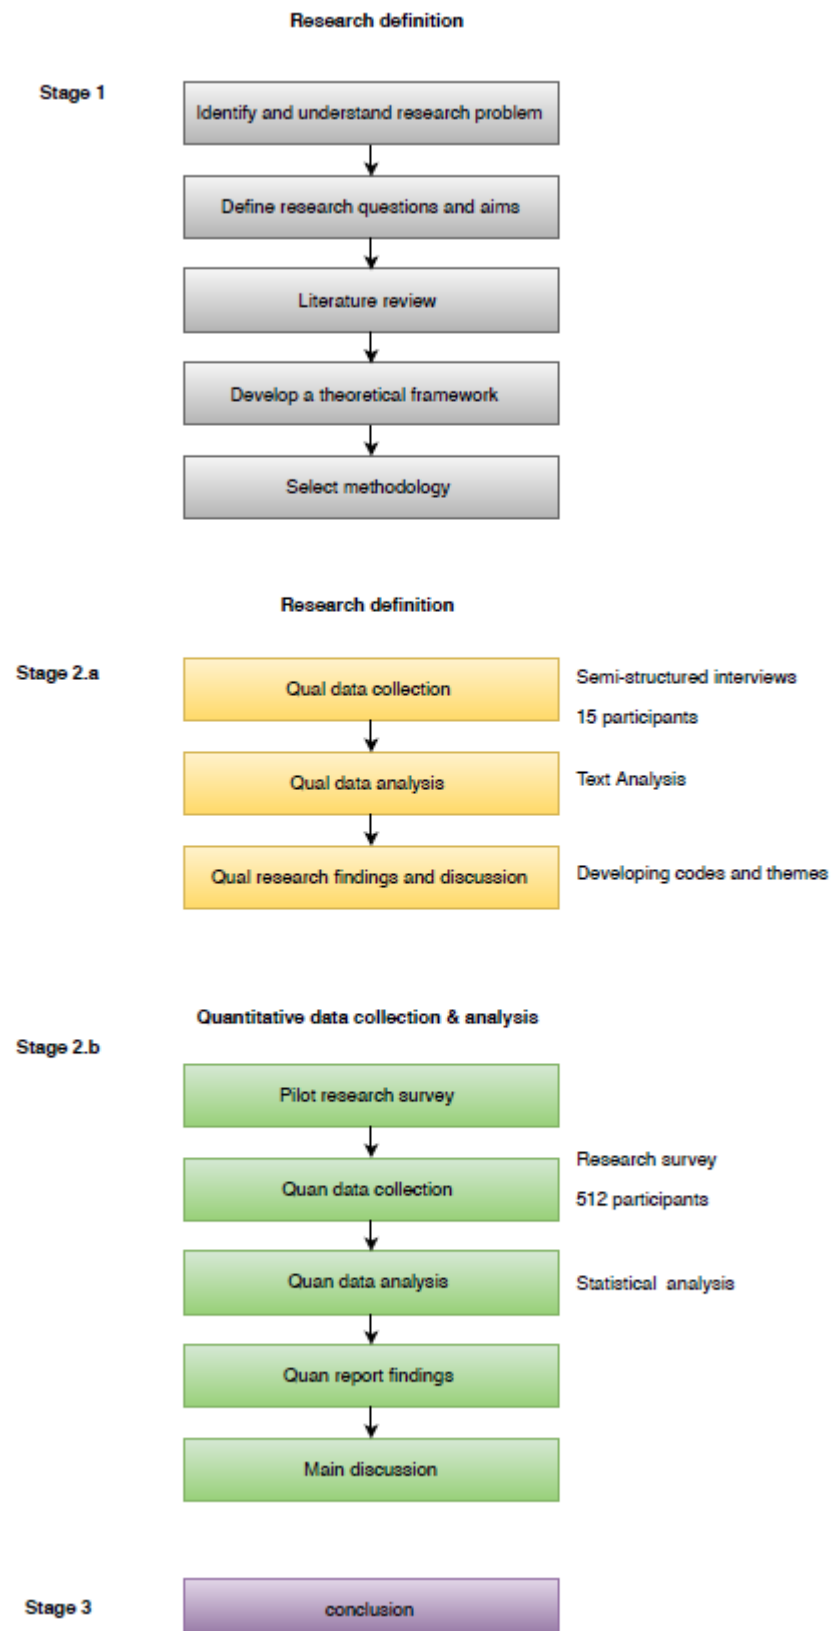 Research definition
Stage 1
Identify and understand research problem
Define research questions and aims
Literature review
Develop a theoretical framework
Select methodology
Research definition
Stage 2.a
Qual data collection
Semi-structured interviews
15 participants
Qual data analysis
Text Analysis
Qual research findings and discussion
Developing codes and themes
Quantitative data collection & analysis
Stage 2.b
Pilot research survey
Research survey
Quan data collection
512 participants
Quan data analysis
Statistical analysis
Quan report findings
Main discussion
Stage 3
conclusion